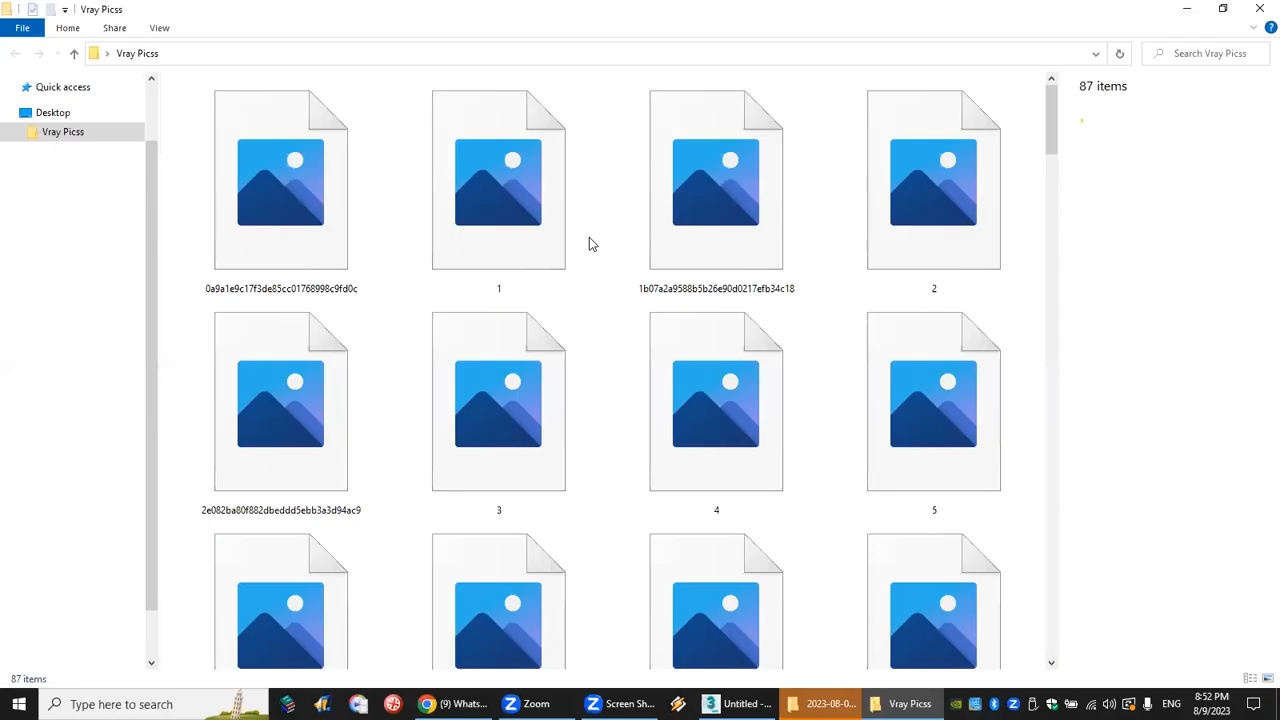 Vray Picss
File Home Share View
Vray Picss
Search Vray Picss
Quick access
Desktop
Vray Picss
87 items
0a9a1e9c17f3de85cc01768998c9fd0c
1
1b07a2a9588b5b26e90d0217efb34c18
2
2e082ba80f882dbeddd5ebb3a3d94ac9
3
4
5
87 items
Type here to search
(9) Whats...
Zoom
Screen Sh...
Untitled -...
2023-08-0...
Vray Picss
ENG
8:52 PM
8/9/2023